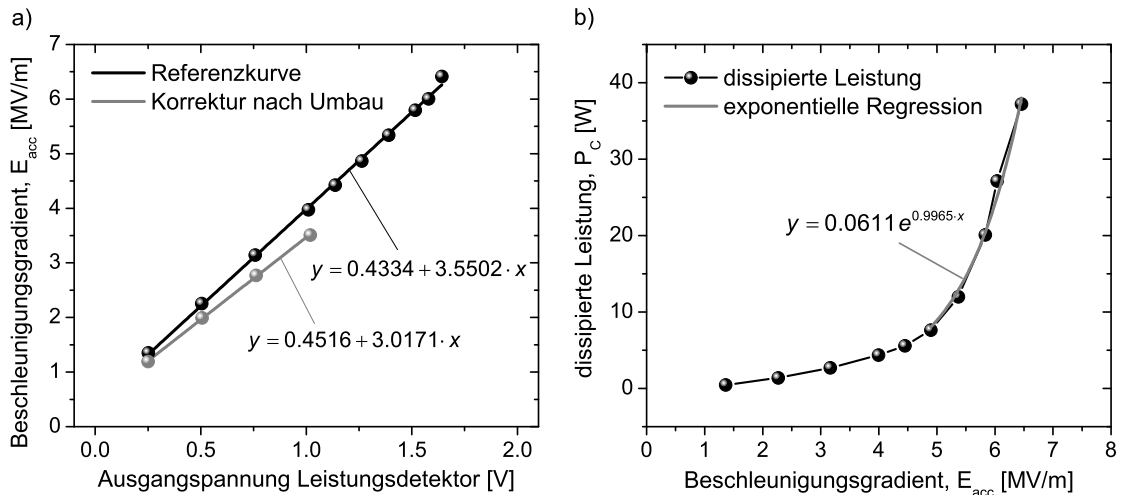 a)
Beschleunigungsgradient, E_acc [MV/m]
7
6
5
4
3
2
1
0
Referenzkurve
Korrektur nach Umbau
y = 0.4334 + 3.5502 · x
y = 0.4516 + 3.0171 · x
0.0 0.5 1.0 1.5 2.0
Ausgangspannung Leistungsdetektor [V]
b)
dissipierte Leistung, P_C [W]
40
30
20
10
0
dissipierte Leistung
exponentielle Regression
y = 0.0611 e^0.9965·x
0 1 2 3 4 5 6 7 8
Beschleunigungsgradient, E_acc [MV/m]